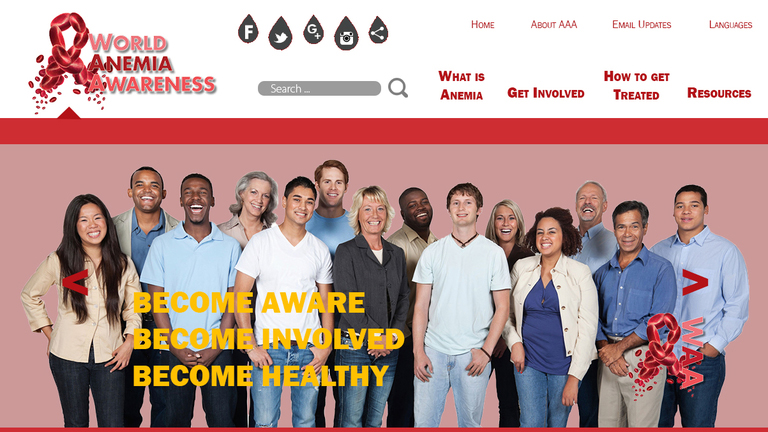 World
Anemia
Awareness
Search ...
Home
About AAA
Email Updates
Languages
What is
Anemia
Get Involved
How to get
Treated
Resources
BECOME AWARE
BECOME INVOLVED
BECOME HEALTHY
WAA